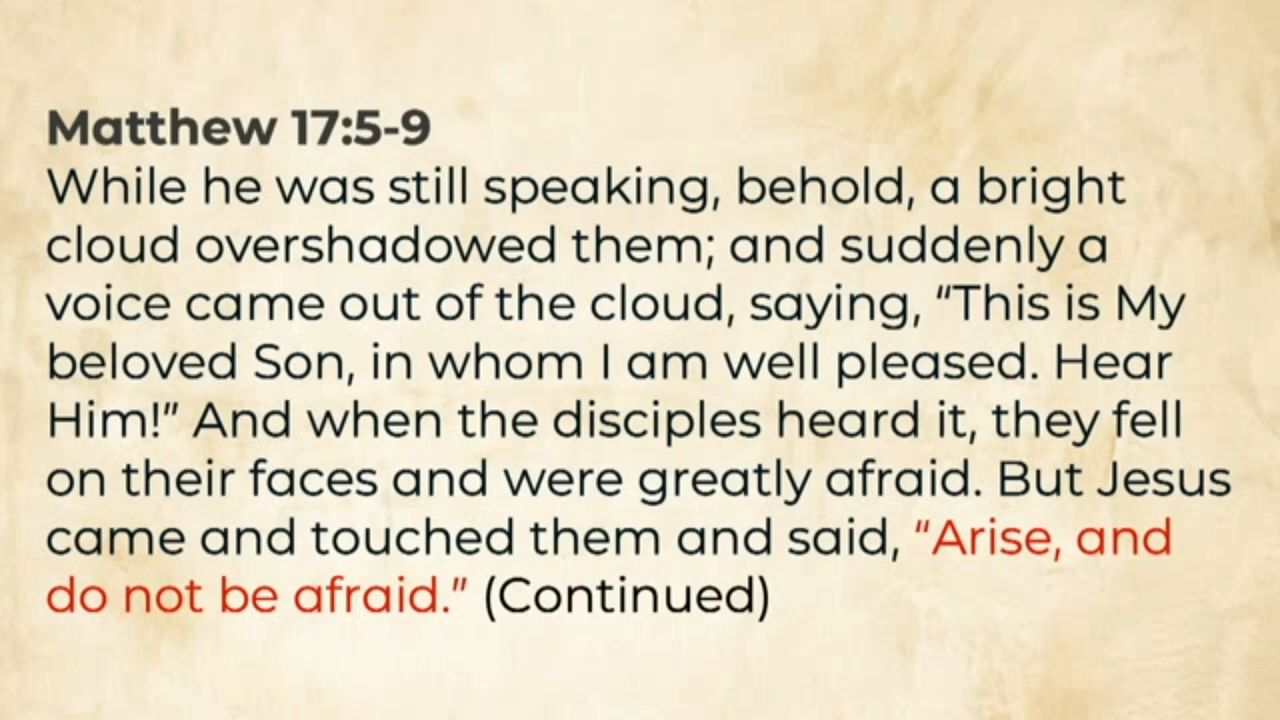 Matthew 17:5-9
While he was still speaking, behold, a bright
cloud overshadowed them; and suddenly a
voice came out of the cloud, saying, “This is My
beloved Son, in whom I am well pleased. Hear
Him!” And when the disciples heard it, they fell
on their faces and were greatly afraid. But Jesus
came and touched them and said, “Arise, and
do not be afraid.” (Continued)